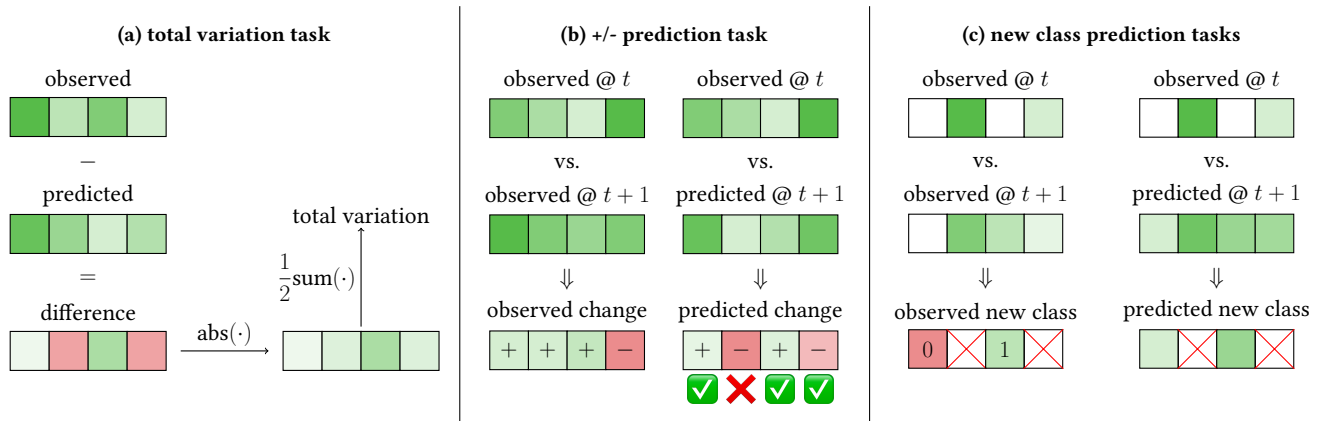 (a) total variation task
observed
−
predicted
=
difference
abs(·)
1/2 sum(·)
total variation
(b) +/- prediction task
observed @ t
vs.
observed @ t + 1
⇓
observed change
+ + + −
observed @ t
vs.
predicted @ t + 1
⇓
predicted change
+ − + −
(c) new class prediction tasks
observed @ t
vs.
observed @ t + 1
⇓
observed new class
0 1
observed @ t
vs.
predicted @ t + 1
⇓
predicted new class